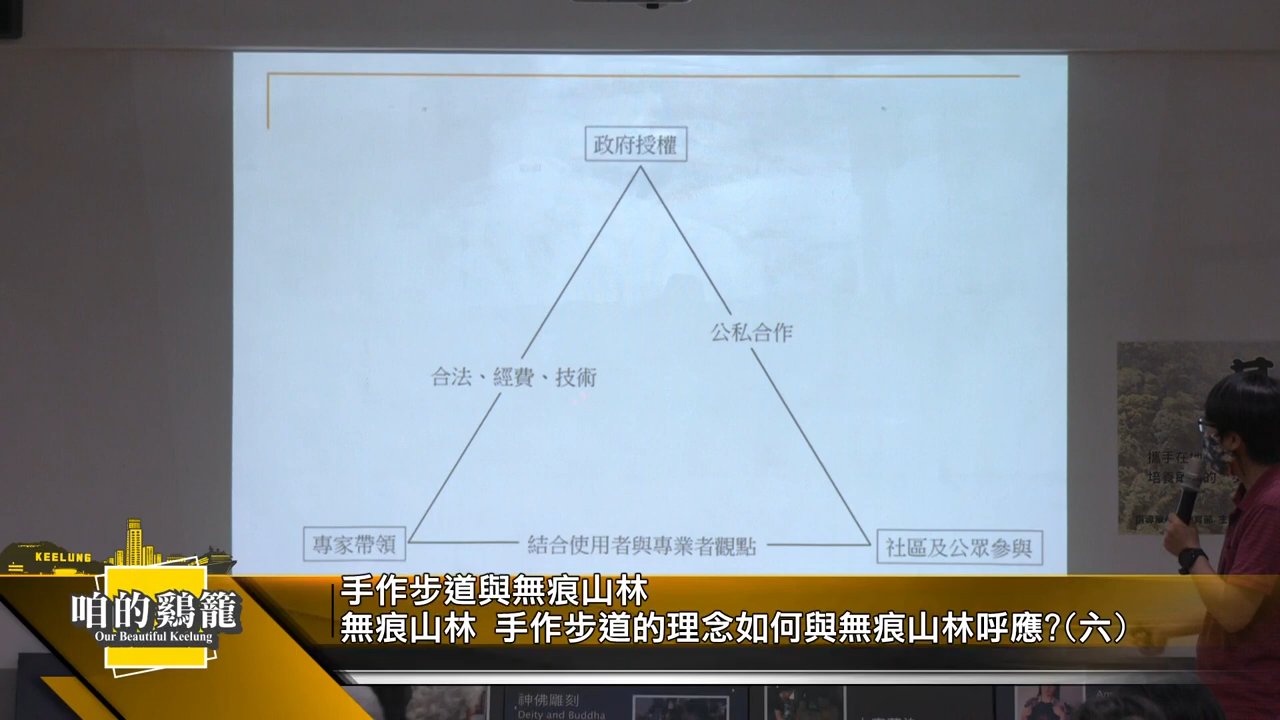 政府授權
公私合作
合法、經費、技術
專家帶領
結合使用者與專業者觀點
社區及公眾參與
KEELUNG
咱的鷄籠
Our Beautiful Keelung
手作步道與無痕山林
無痕山林 手作步道的理念如何與無痕山林呼應?(六)
神佛雕刻
Deity and Buddha